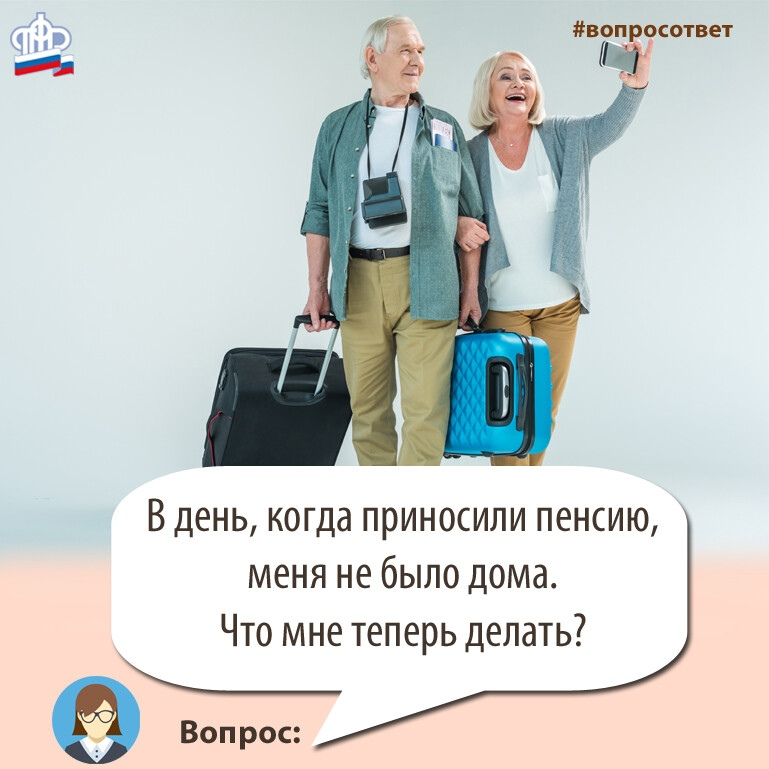 #вопросответ
В день, когда приносили пенсию,
меня не было дома.
Что мне теперь делать?
Вопрос: